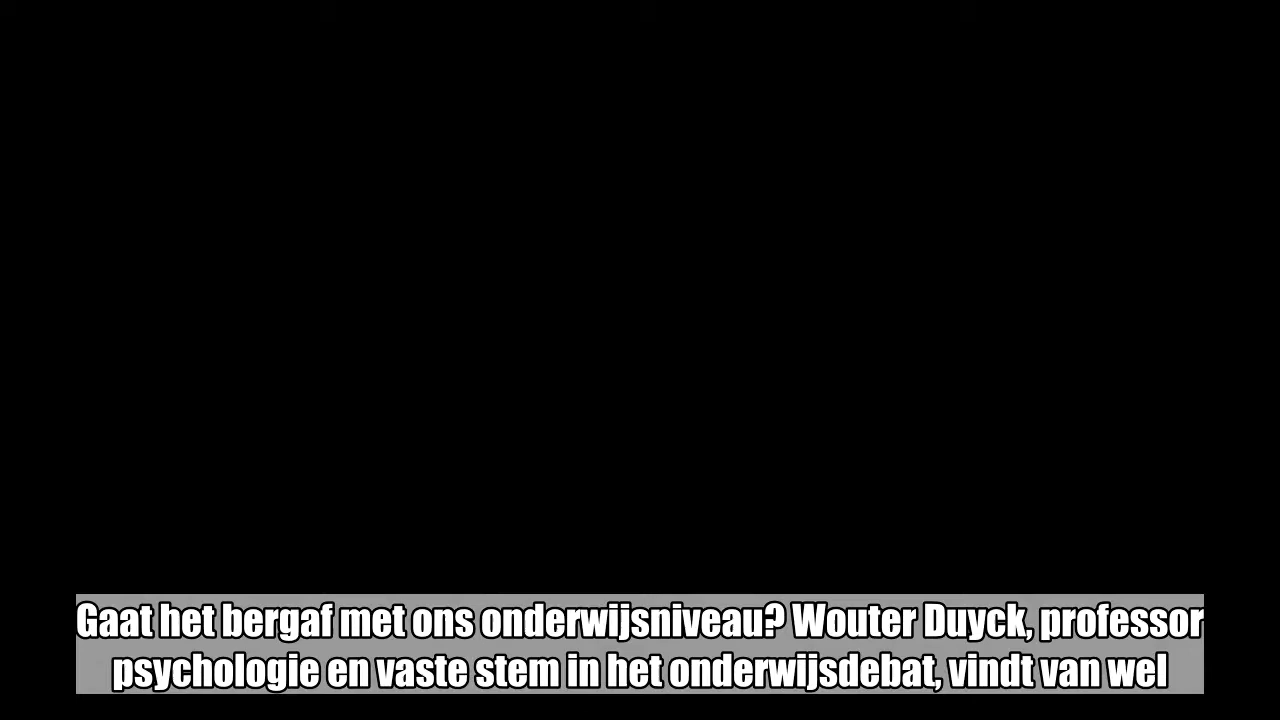 Gaat het bergaf met ons onderwijsniveau? Wouter Duyck, professor
psychologie en vaste stem in het onderwijsdebat, vindt van wel